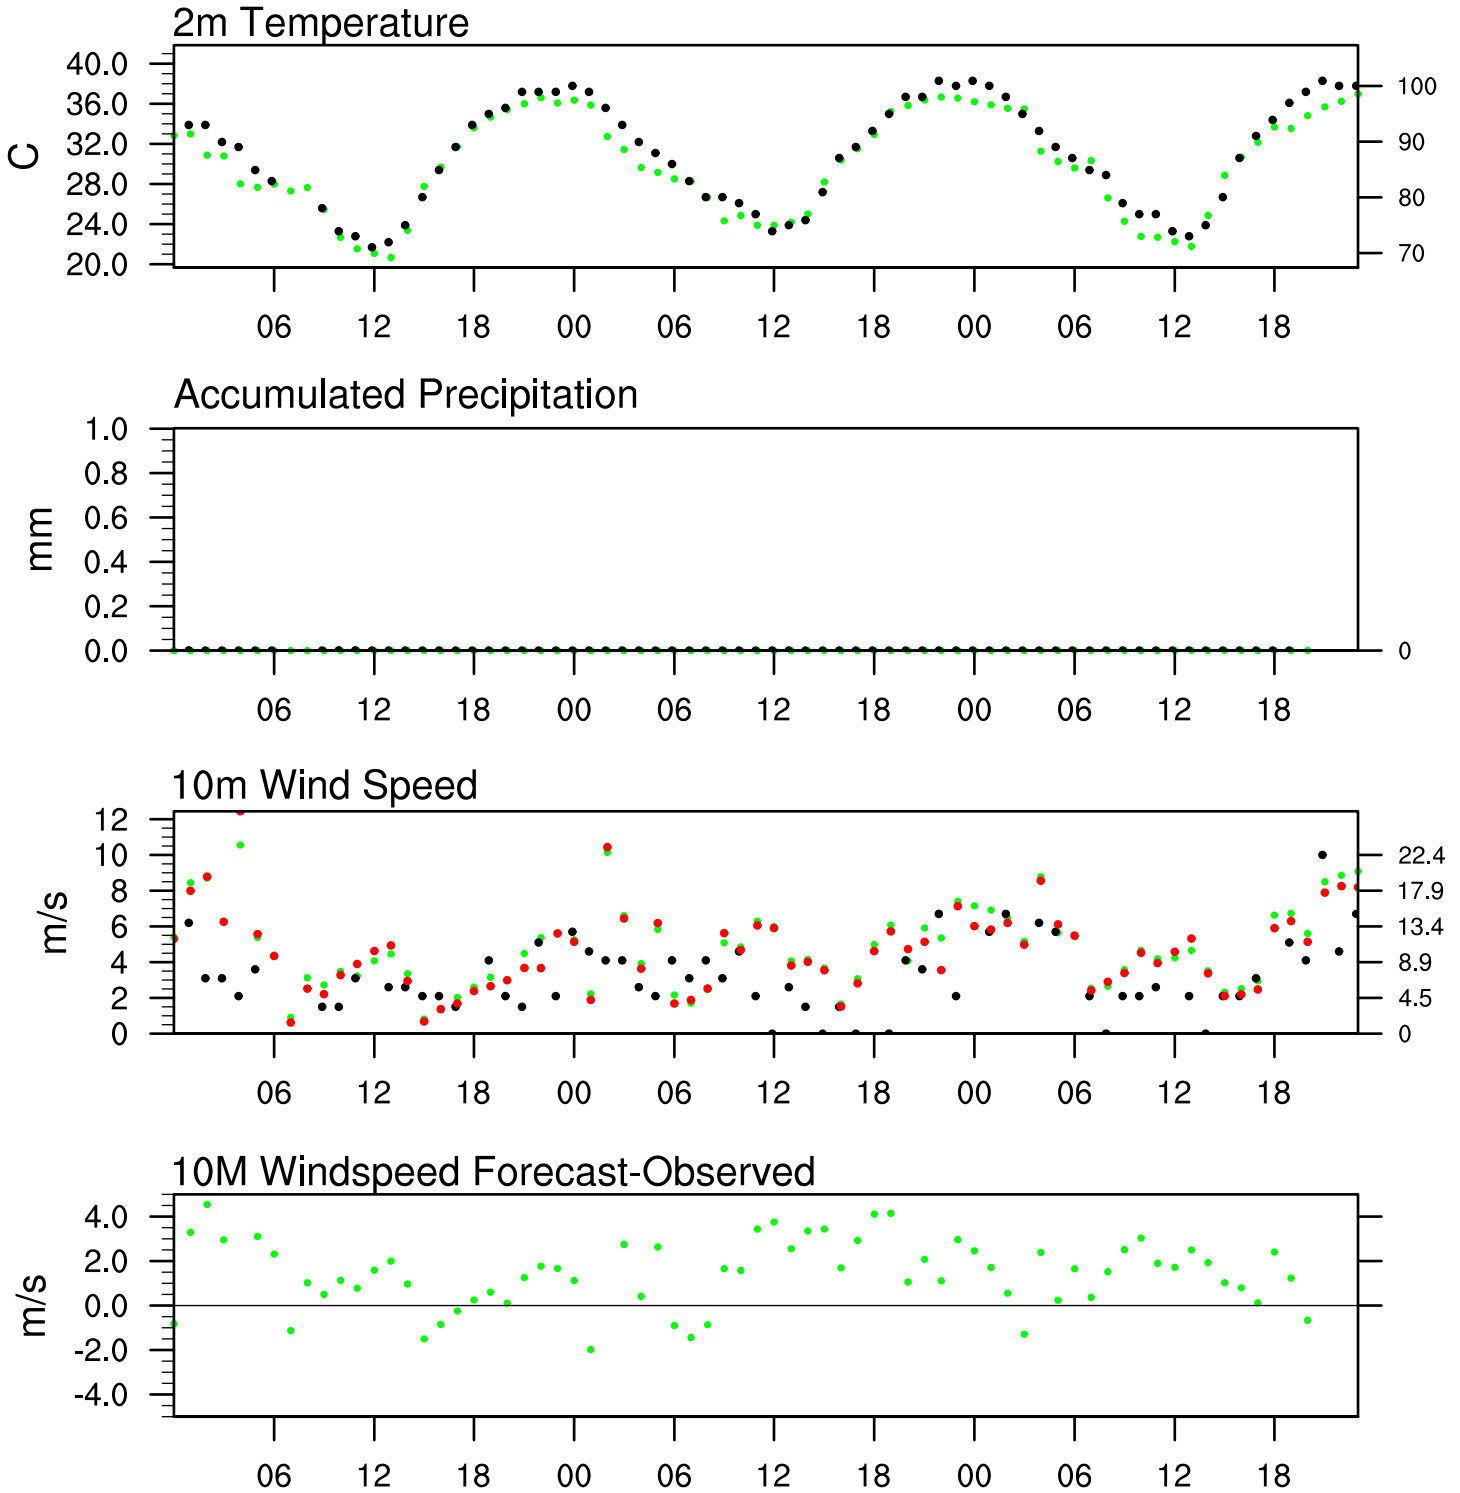 2m Temperature
40.0
36.0
32.0
28.0
24.0
20.0
C
100
90
80
70
06 12 18 00 06 12 18 00 06 12 18
Accumulated Precipitation
1.0
0.8
0.6
0.4
0.2
0.0
mm
0
06 12 18 00 06 12 18 00 06 12 18
10m Wind Speed
12
10
8
6
4
2
0
m/s
22.4
17.9
13.4
8.9
4.5
0
06 12 18 00 06 12 18 00 06 12 18
10M Windspeed Forecast-Observed
4.0
2.0
0.0
-2.0
-4.0
m/s
06 12 18 00 06 12 18 00 06 12 18